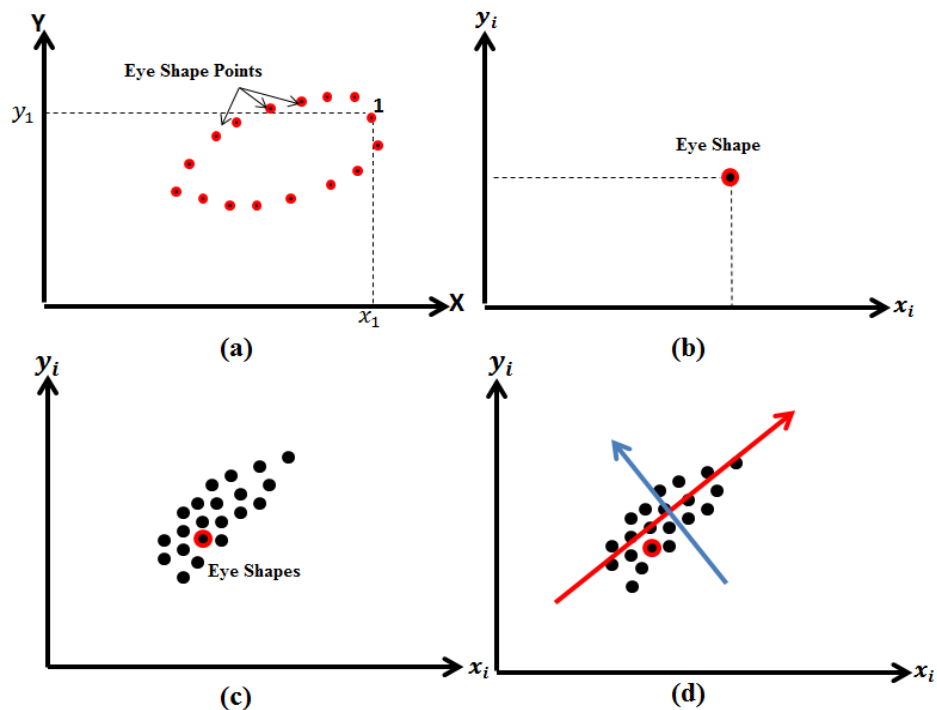 Y
Eye Shape Points
y₁
1
x₁
X
(a)
yᵢ
Eye Shape
xᵢ
(b)
yᵢ
Eye Shapes
xᵢ
(c)
yᵢ
xᵢ
(d)